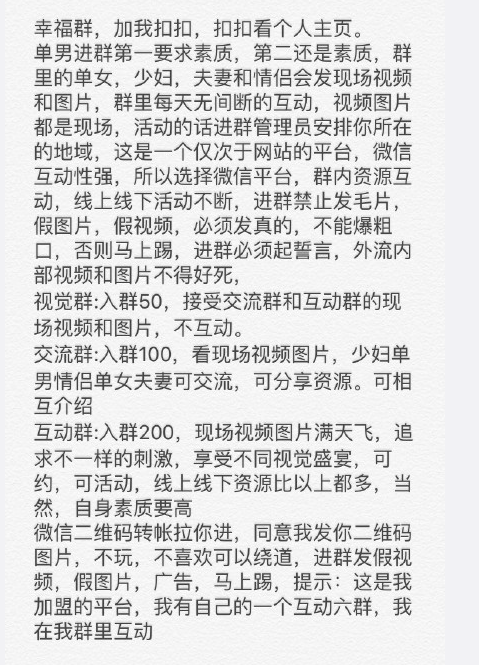 幸福群，加我扣扣，扣扣看个人主页。
单男进群第一要求素质，第二还是素质，群
里的单女，少妇，夫妻和情侣会发现场视频
和图片，群里每天无间断的互动，视频图片
都是现场，活动的话进群管理员安排你所在
的地域，这是一个仅次于网站的平台，微信
互动性强，所以选择微信平台，群内资源互
动，线上线下活动不断，进群禁止发毛片，
假图片，假视频，必须发真的，不能爆粗
口，否则马上踢，进群必须起誓言，外流内
部视频和图片不得好死，
视觉群:入群50，接受交流群和互动群的现
场视频和图片，不互动。
交流群:入群100，看现场视频图片，少妇单
男情侣单女夫妻可交流，可分享资源。可相
互介绍
互动群:入群200，现场视频图片满天飞，追
求不一样的刺激，享受不同视觉盛宴，可
约，可活动，线上线下资源比以上都多，当
然，自身素质要高
微信二维码转帐拉你进，同意我发你二维码
图片，不玩，不喜欢可以绕道，进群发假视
频，假图片，广告，马上踢，提示：这是我
加盟的平台，我有自己的一个互动六群，我
在我群里互动